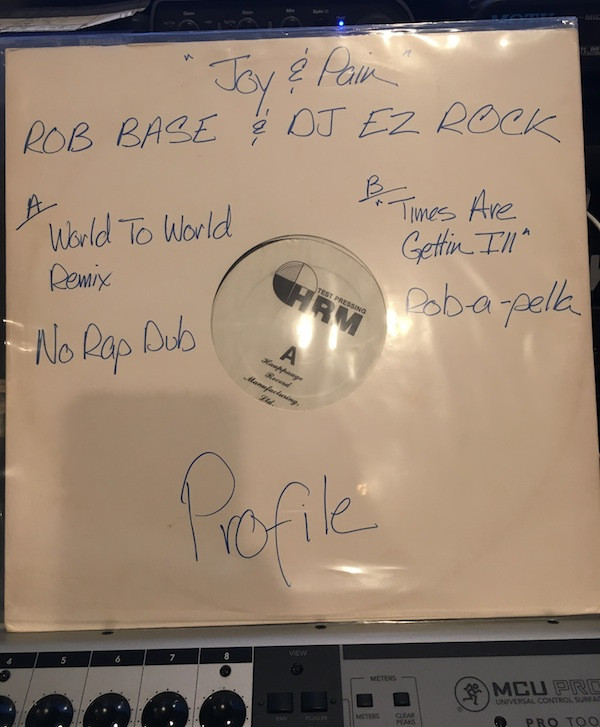 "Joy & Pain"
ROB BASE & DJ EZ ROCK
A
World To World
Remix
No Rap Dub
B
"Times Are
Gettin Ill"
Rob-a-pella
TEST PRESSING
HRM
A
Hauppauge
Record
Manufacturing,
Ltd.
Profile
4 5 6 7 8
VIEW
METERS
METERS
CLEAR
PEAKS
MCU PRO
UNIVERSAL CONTROL SURFAC
PRO TOO